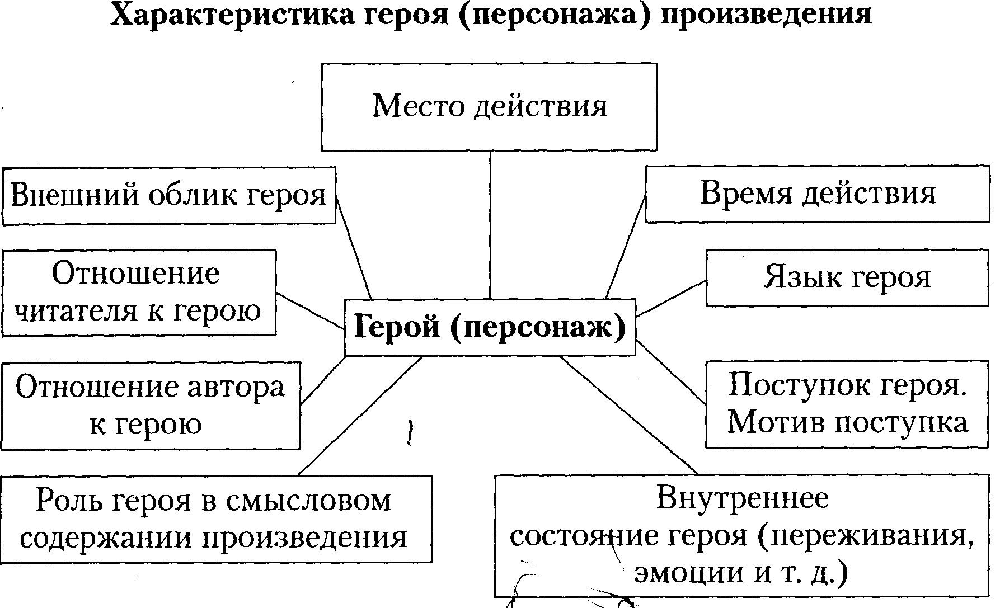 Характеристика героя (персонажа) произведения
Место действия
Внешний облик героя
Время действия
Отношение
читателя к герою
Язык героя
Герой (персонаж)
Отношение автора
к герою
Поступок героя.
Мотив поступка
Роль героя в смысловом
содержании произведения
Внутреннее
состояние героя (переживания,
эмоции и т. д.)